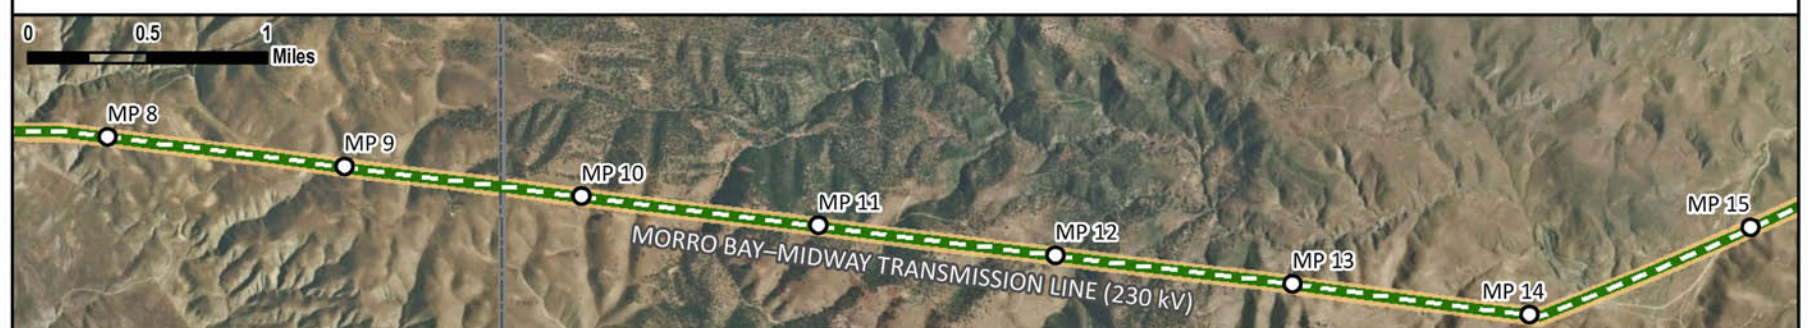 0 0.5 1
Miles
MP 8
MP 9
MP 10
MP 11
MP 12
MP 13
MP 14
MP 15
MORRO BAY–MIDWAY TRANSMISSION LINE (230 kV)